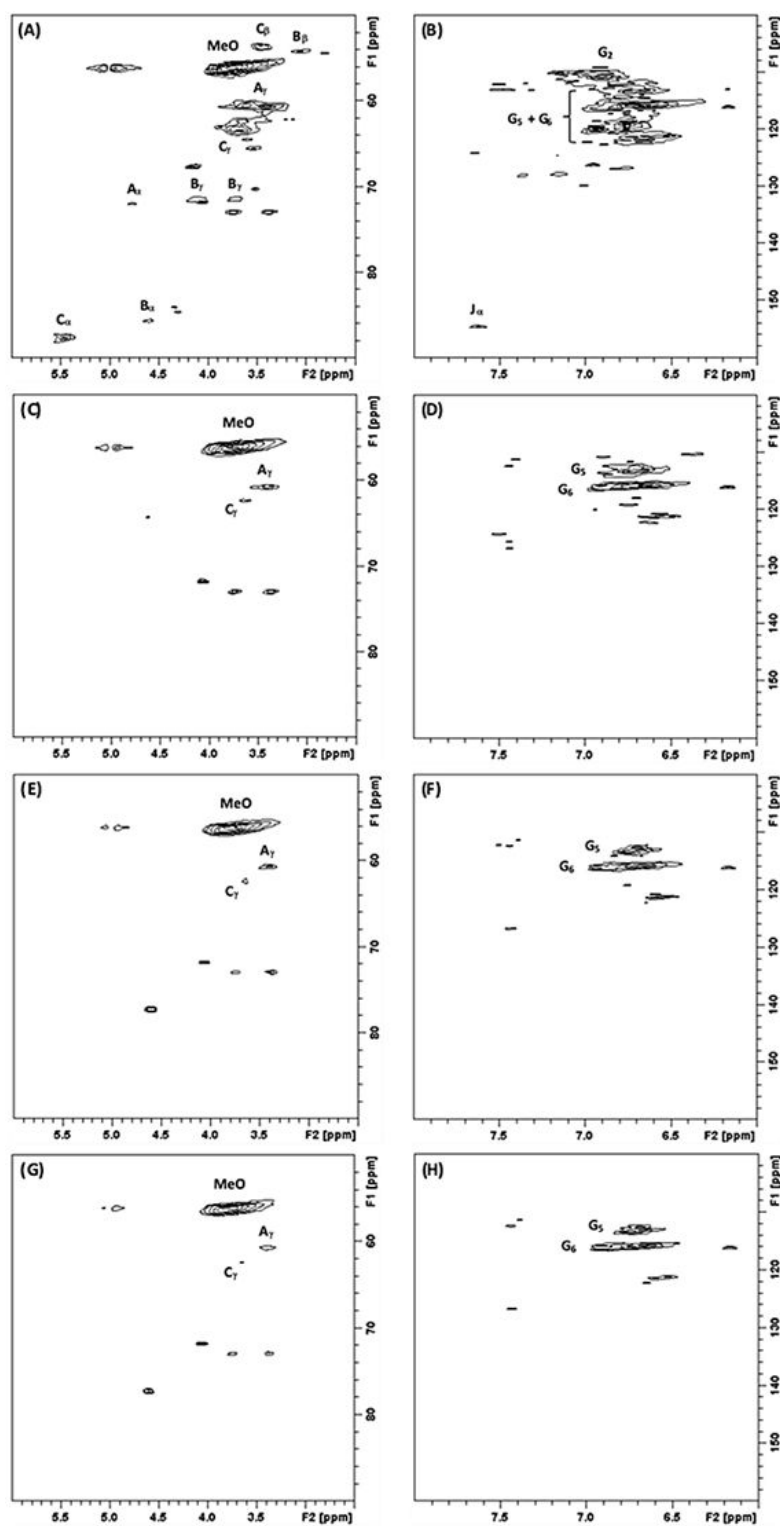 (A)
Cβ
Bβ
MeO
Aγ
Cγ
Aα
Bγ
Bγ
Bα
Cα
F1 [ppm]
60
70
80
5.5
5.0
4.5
4.0
3.5
F2 [ppm]
(B)
G2
G5 + G6
Jα
F1 [ppm]
120
130
140
150
7.5
7.0
6.5
F2 [ppm]
(C)
MeO
Aγ
Cγ
F1 [ppm]
60
70
80
5.5
5.0
4.5
4.0
3.5
F2 [ppm]
(D)
G5
G6
F1 [ppm]
120
130
140
150
7.5
7.0
6.5
F2 [ppm]
(E)
MeO
Aγ
Cγ
F1 [ppm]
60
70
80
5.5
5.0
4.5
4.0
3.5
F2 [ppm]
(F)
G5
G6
F1 [ppm]
120
130
140
150
7.5
7.0
6.5
F2 [ppm]
(G)
MeO
Aγ
Cγ
F1 [ppm]
60
70
80
5.5
5.0
4.5
4.0
3.5
F2 [ppm]
(H)
G5
G6
F1 [ppm]
120
130
140
150
7.5
7.0
6.5
F2 [ppm]